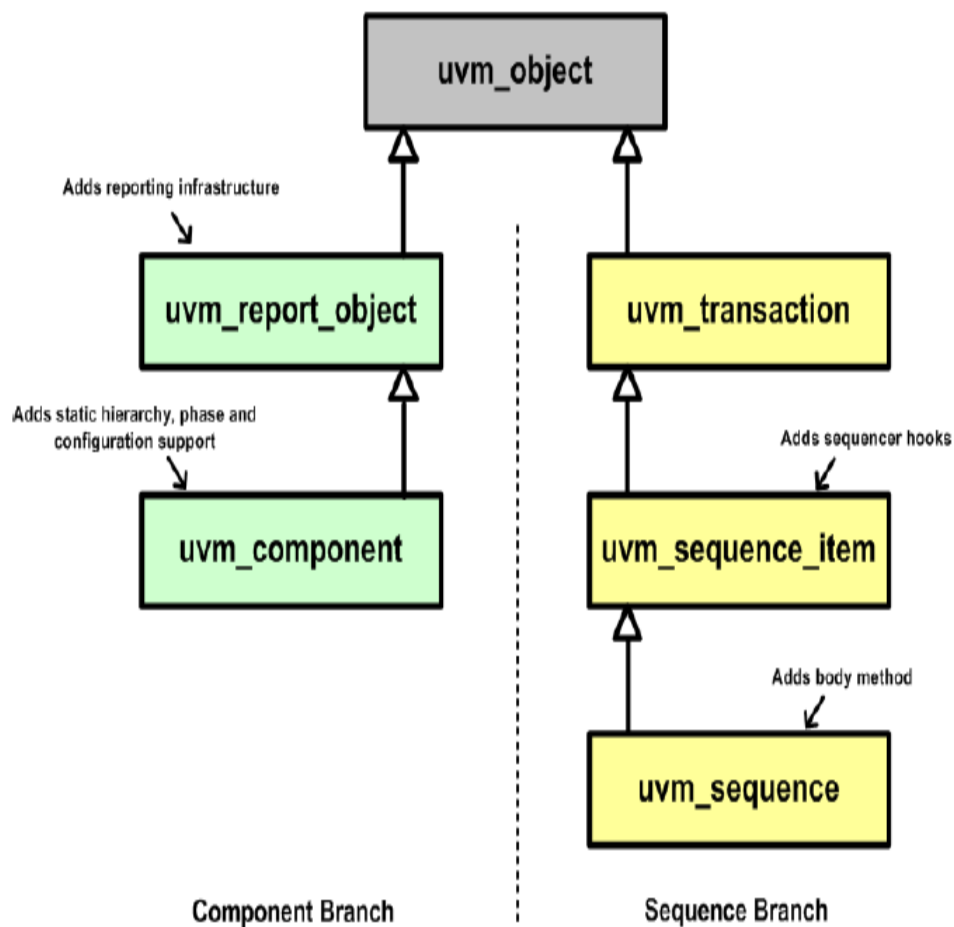 uvm_object
Adds reporting infrastructure
uvm_report_object
uvm_transaction
Adds static hierarchy, phase and
configuration support
Adds sequencer hooks
uvm_component
uvm_sequence_item
Adds body method
uvm_sequence
Component Branch
Sequence Branch